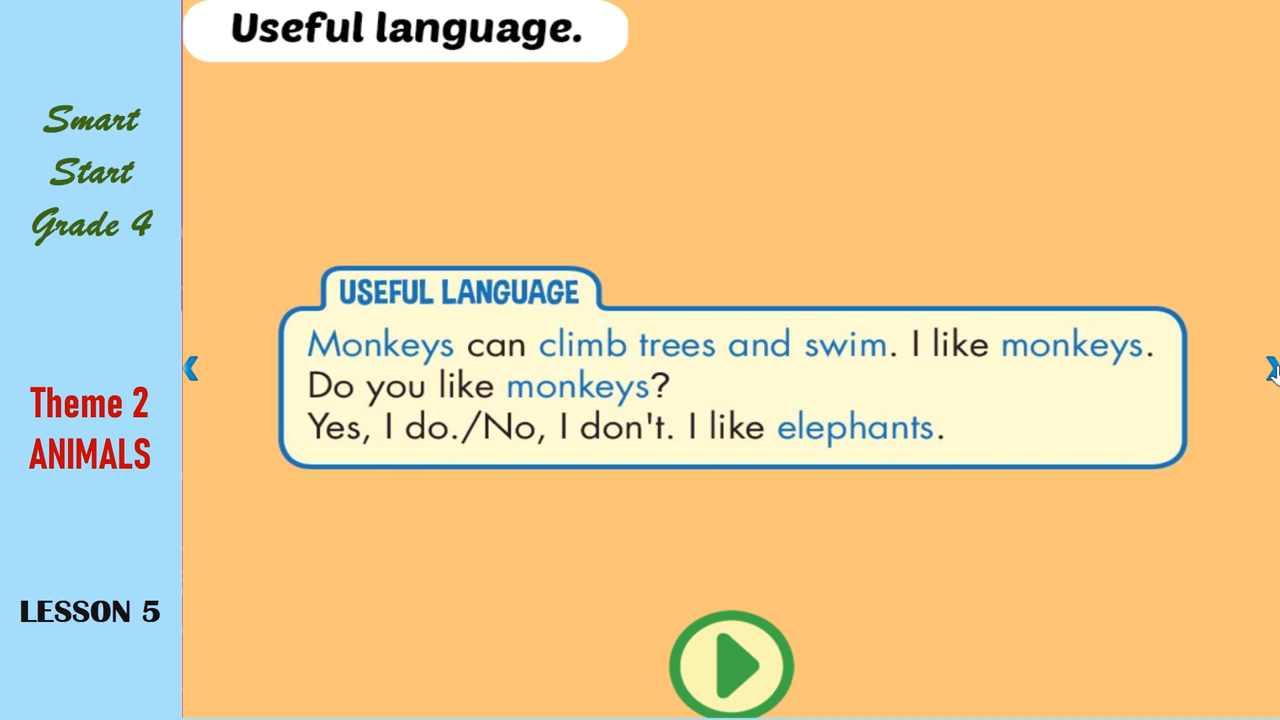 Useful language.
Smart
Start
Grade 4
Theme 2
ANIMALS
LESSON 5
USEFUL LANGUAGE
Monkeys can climb trees and swim. I like monkeys.
Do you like monkeys?
Yes, I do./No, I don't. I like elephants.